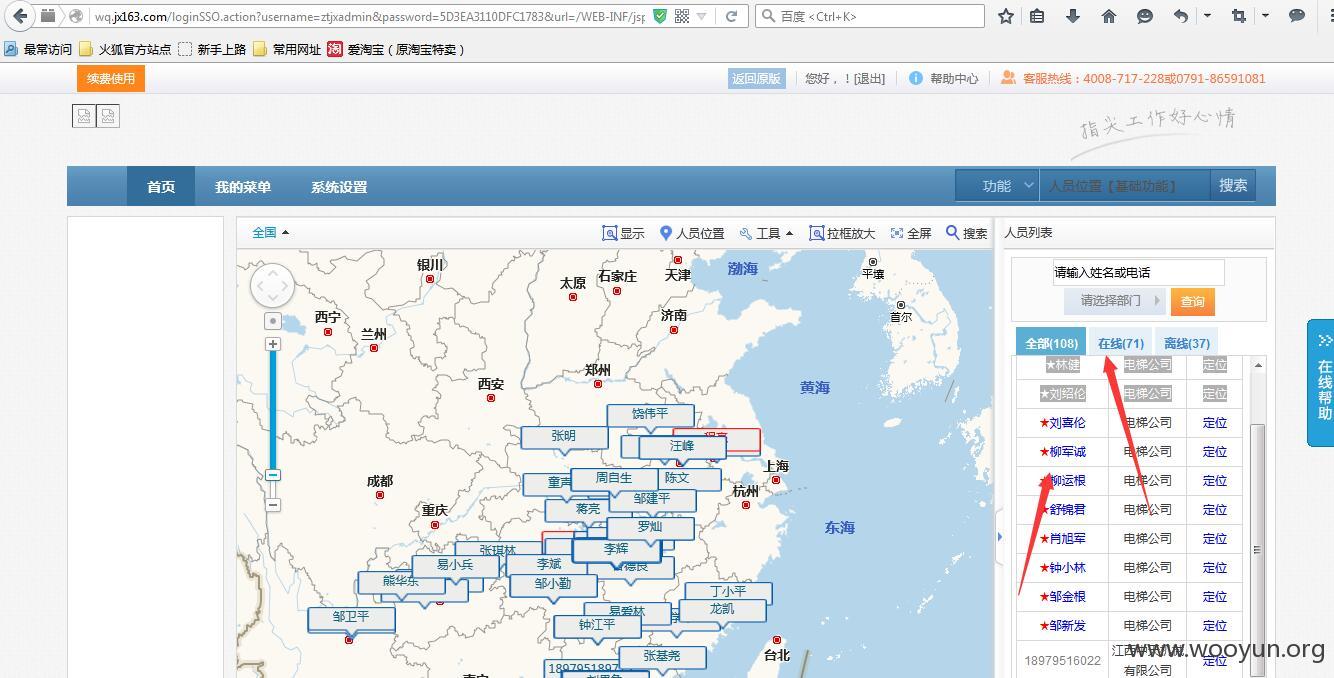 wq.jx163.com/loginSSO.action?username=ztjxadmin&password=5D3EA3110DFC1783&url=/WEB-INF/jsp
百度 <Ctrl+K>
最常访问 火狐官方站点 新手上路 常用网址 淘 爱淘宝（原淘宝特卖）
续费使用 返回原版 您好，！[退出] 帮助中心 客服热线：4008-717-228或0791-86591081
指尖工作好心情
首页 我的菜单 系统设置 功能 人员位置【基础功能】 搜索
全国 显示 人员位置 工具 拉框放大 全屏 搜索 人员列表
请输入姓名或电话
请选择部门 查询
全部(108) 在线(71) 离线(37)
★林健 电梯公司 定位
★刘绍伦 电梯公司 定位
★刘喜伦 电梯公司 定位
★柳军诚 电梯公司 定位
柳运根 电梯公司 定位
★舒锦君 电梯公司 定位
★肖旭军 电梯公司 定位
★钟小林 电梯公司 定位
★邹金根 电梯公司 定位
★邹新发 电梯公司 定位
18979516022 有限公司 定位
银川
太原
石家庄
天津
渤海
平壤
首尔
西宁
兰州
济南
郑州
西安
黄海
饶伟平
张明
汪峰
上海
成都
周自生
陈文
杭州
邹建平
重庆
蒋亮
罗灿
东海
张琪林
李辉
易小兵
李斌
熊华东
邹小勤
丁小平
邹卫平
易爱林
龙凯
钟江平
张基尧
台北
在线帮助
www.wooyun.org